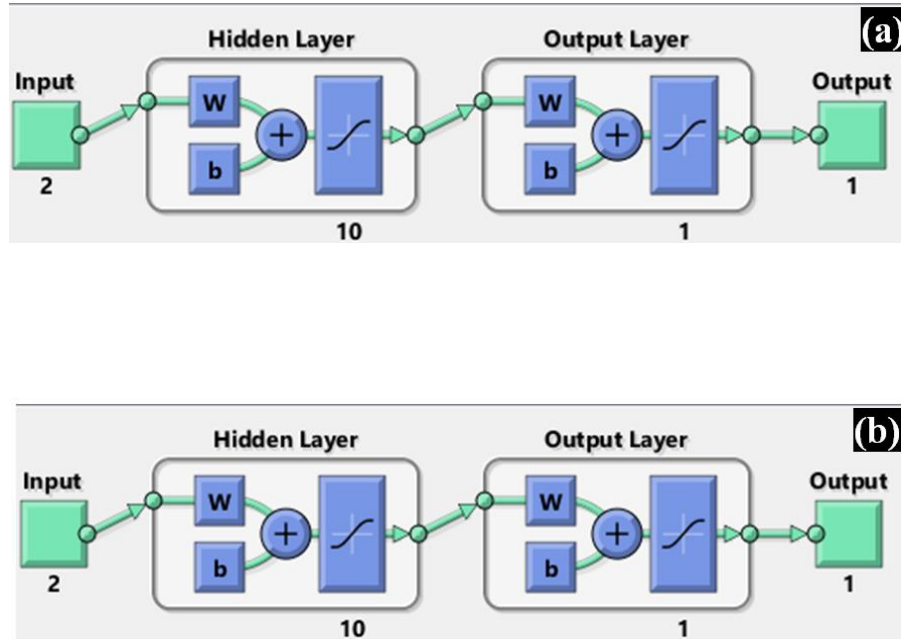 (a)
Hidden Layer Output Layer
Input Output
W W
+ +
b b
2 1
10 1
(b)
Hidden Layer Output Layer
Input Output
W W
+ +
b b
2 1
10 1